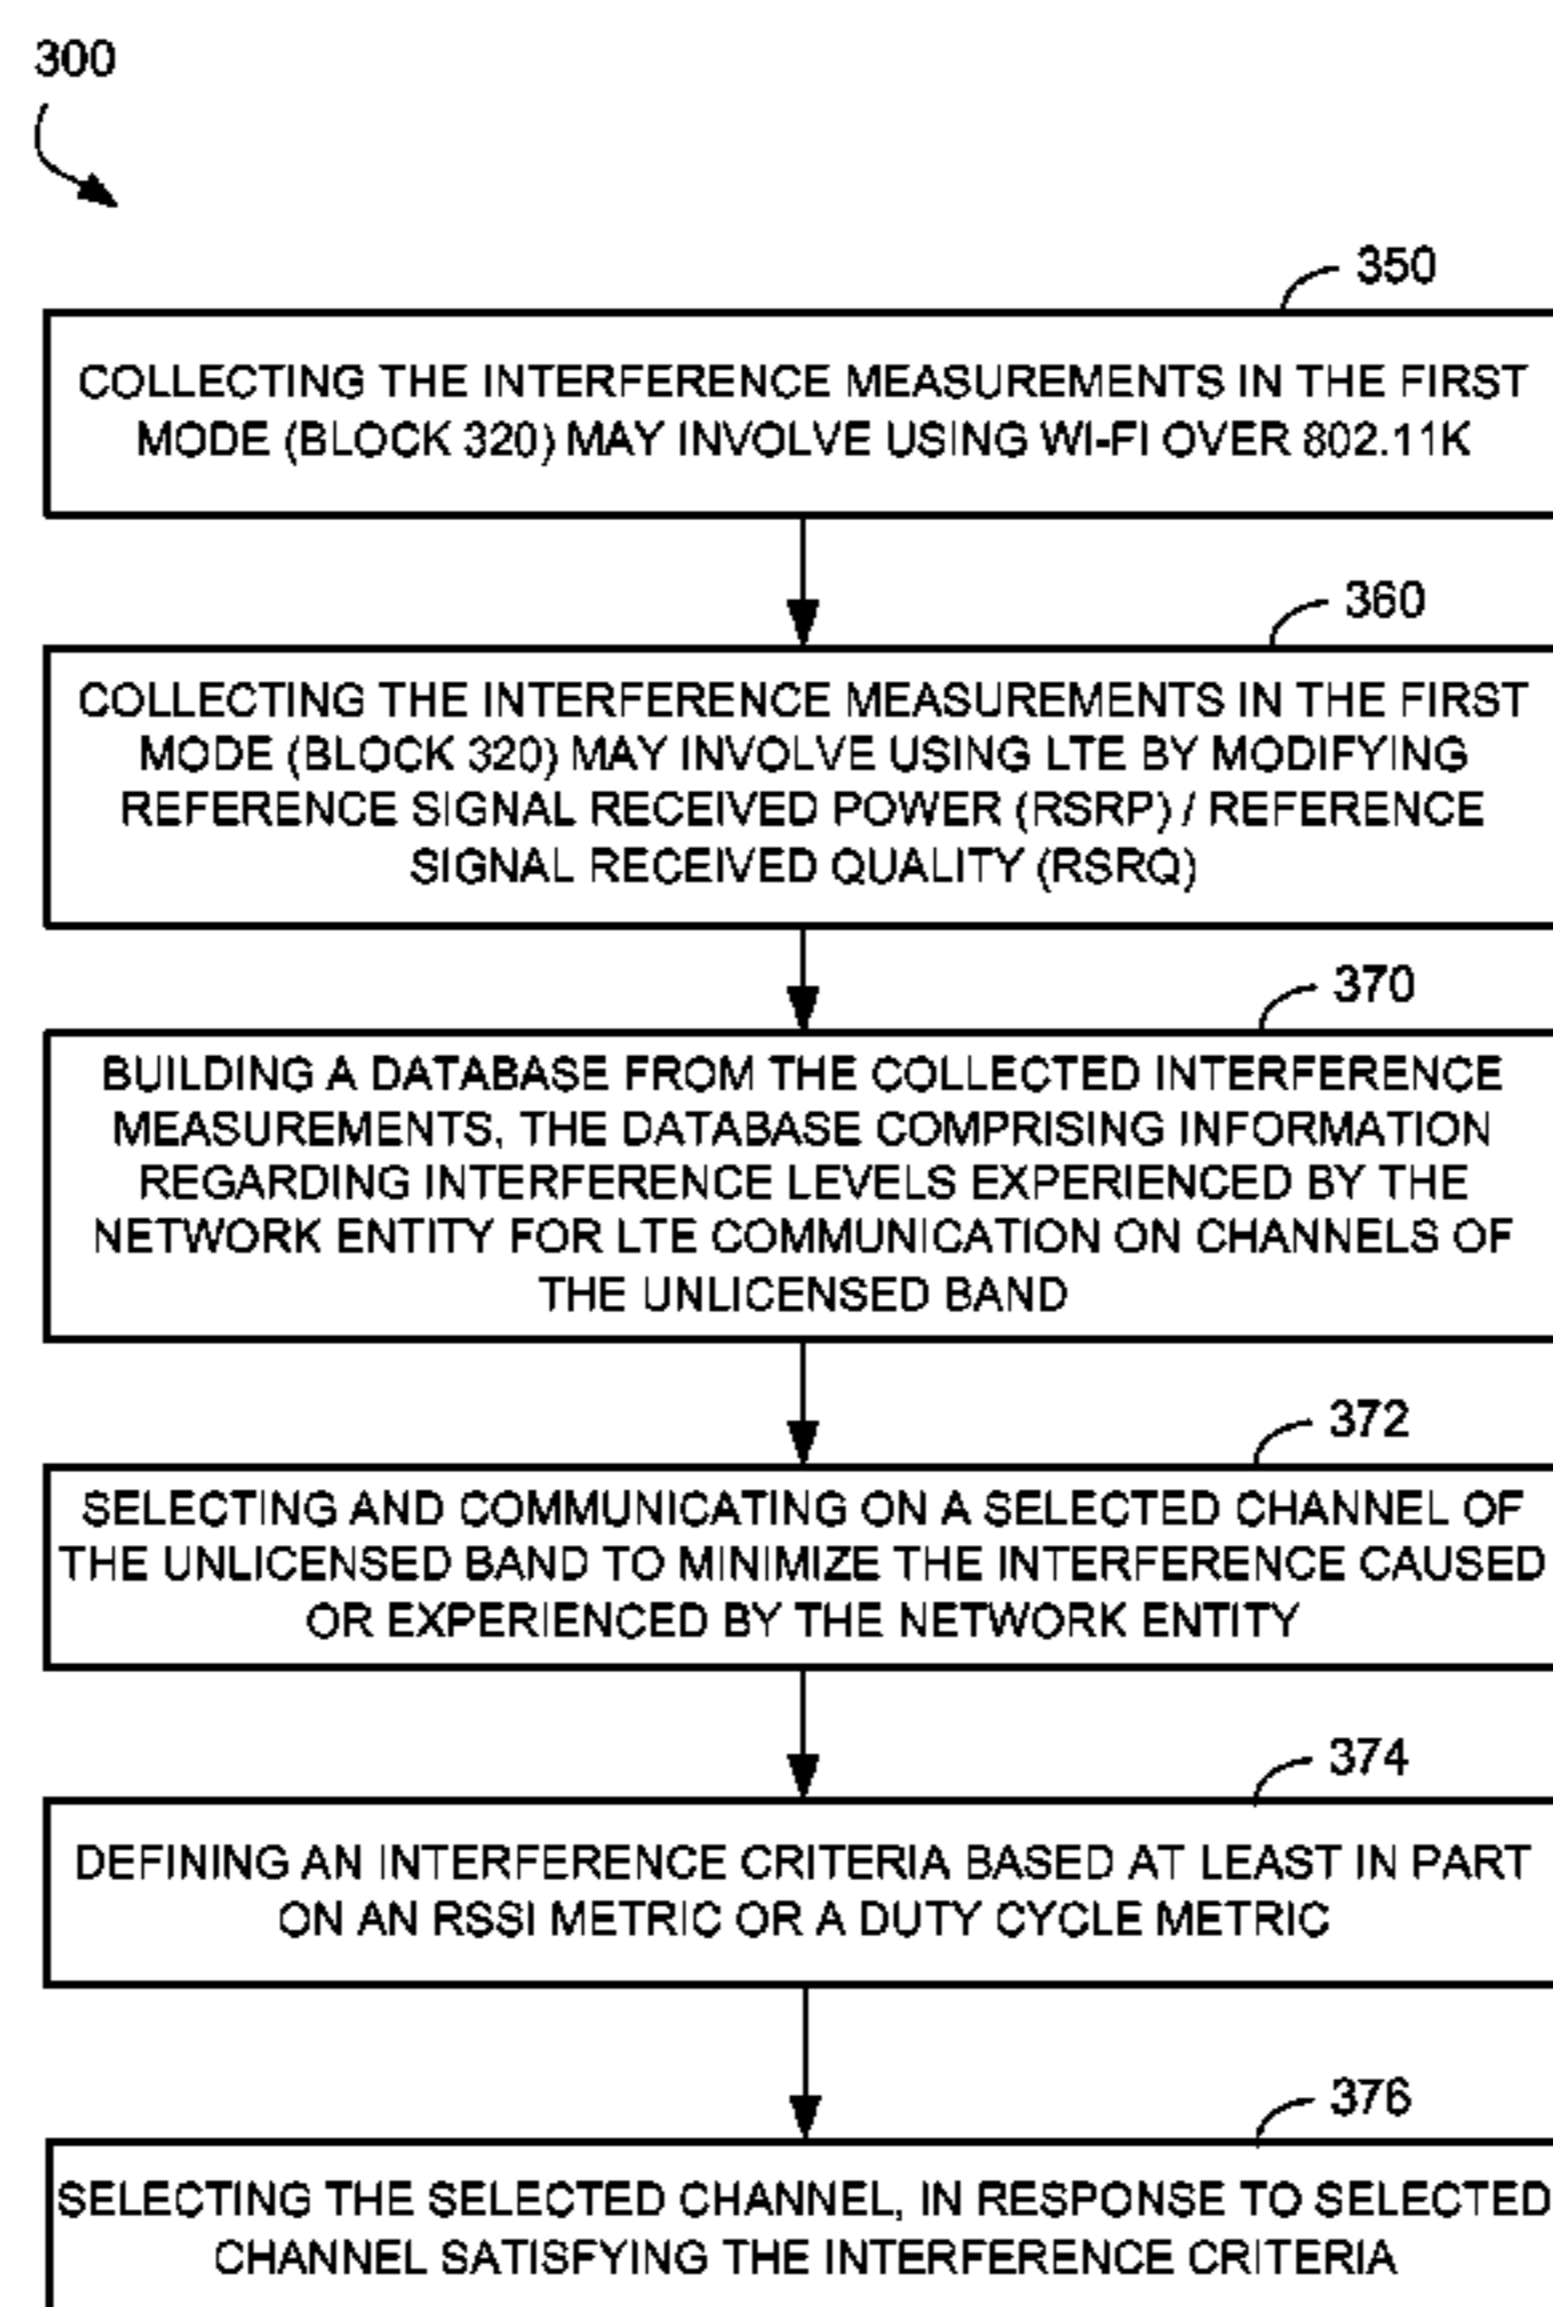 300
350
COLLECTING THE INTERFERENCE MEASUREMENTS IN THE FIRST
MODE (BLOCK 320) MAY INVOLVE USING WI-FI OVER 802.11K
360
COLLECTING THE INTERFERENCE MEASUREMENTS IN THE FIRST
MODE (BLOCK 320) MAY INVOLVE USING LTE BY MODIFYING
REFERENCE SIGNAL RECEIVED POWER (RSRP) / REFERENCE
SIGNAL RECEIVED QUALITY (RSRQ)
370
BUILDING A DATABASE FROM THE COLLECTED INTERFERENCE
MEASUREMENTS, THE DATABASE COMPRISING INFORMATION
REGARDING INTERFERENCE LEVELS EXPERIENCED BY THE
NETWORK ENTITY FOR LTE COMMUNICATION ON CHANNELS OF
THE UNLICENSED BAND
372
SELECTING AND COMMUNICATING ON A SELECTED CHANNEL OF
THE UNLICENSED BAND TO MINIMIZE THE INTERFERENCE CAUSED
OR EXPERIENCED BY THE NETWORK ENTITY
374
DEFINING AN INTERFERENCE CRITERIA BASED AT LEAST IN PART
ON AN RSSI METRIC OR A DUTY CYCLE METRIC
376
SELECTING THE SELECTED CHANNEL, IN RESPONSE TO SELECTED
CHANNEL SATISFYING THE INTERFERENCE CRITERIA